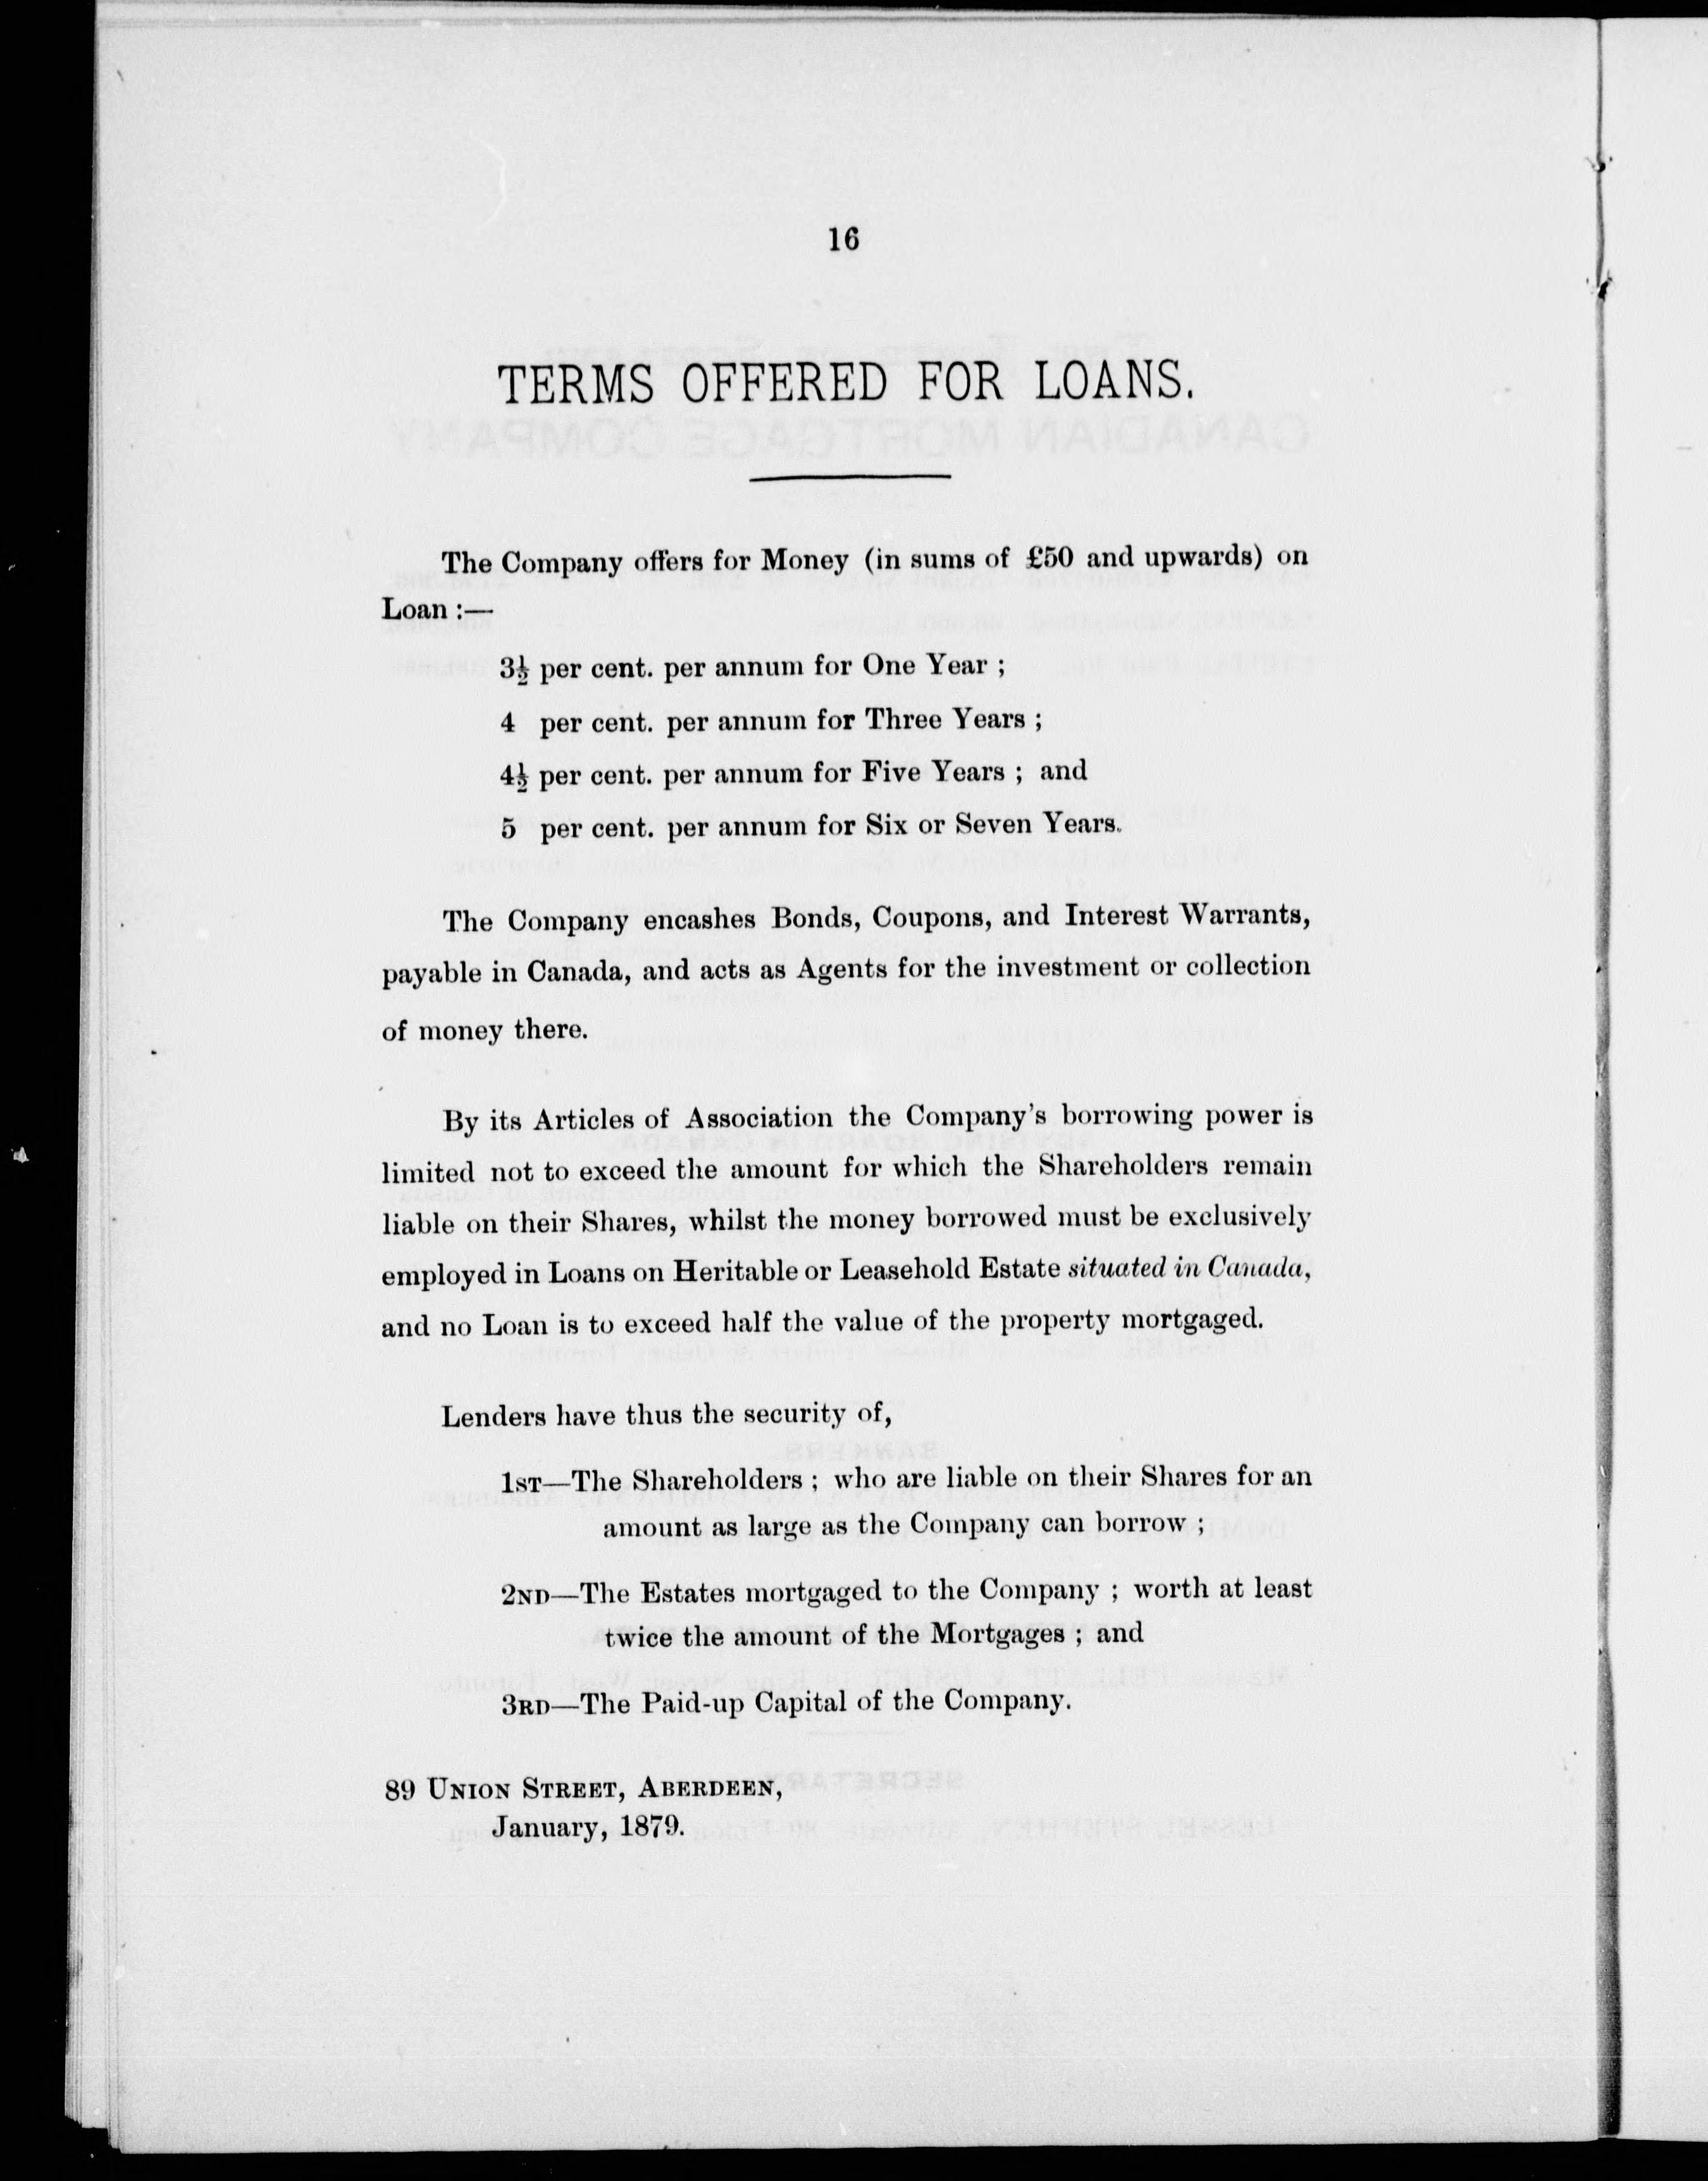 16
TERMS OFFERED FOR LOANS.
The Company offers for Money (in sums of £50 and upwards) on
Loan :—
3½ per cent. per annum for One Year ;
4 per cent. per annum for Three Years ;
4½ per cent. per annum for Five Years ; and
5 per cent. per annum for Six or Seven Years.
The Company encashes Bonds, Coupons, and Interest Warrants,
payable in Canada, and acts as Agents for the investment or collection
of money there.
By its Articles of Association the Company's borrowing power is
limited not to exceed the amount for which the Shareholders remain
liable on their Shares, whilst the money borrowed must be exclusively
employed in Loans on Heritable or Leasehold Estate situated in Canada,
and no Loan is to exceed half the value of the property mortgaged.
Lenders have thus the security of,
1ST—The Shareholders ; who are liable on their Shares for an
amount as large as the Company can borrow ;
2ND—The Estates mortgaged to the Company ; worth at least
twice the amount of the Mortgages ; and
3RD—The Paid-up Capital of the Company.
89 UNION STREET, ABERDEEN,
January, 1879.